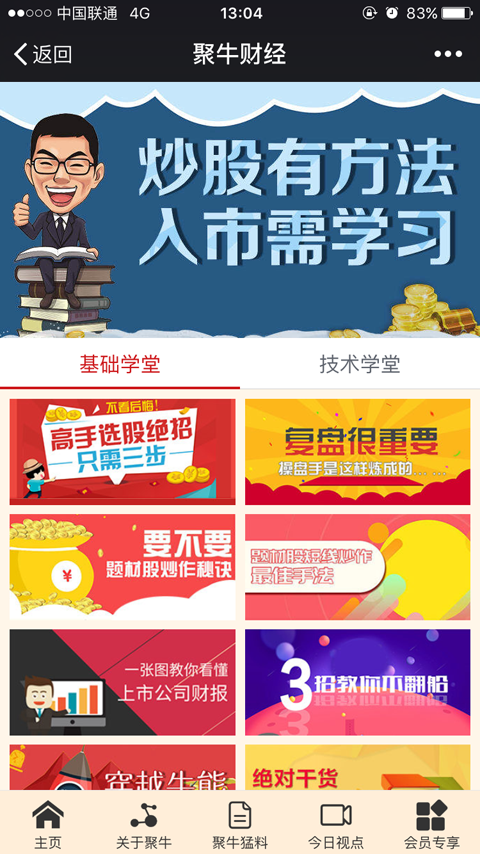 中国联通 4G 13:04 83%
返回 聚牛财经
炒股有方法
入市需学习
基础学堂 技术学堂
不看后悔!
高手选股绝招
只需三步
复盘很重要
操盘手是这样炼成的... ...
要不要
题材股炒作秘诀
¥
题材股短线炒作
最佳手法
一张图教你看懂
上市公司财报
3招教你不翻船
穿越牛熊
绝对干货
主页 关于聚牛 聚牛猛料 今日视点 会员专享